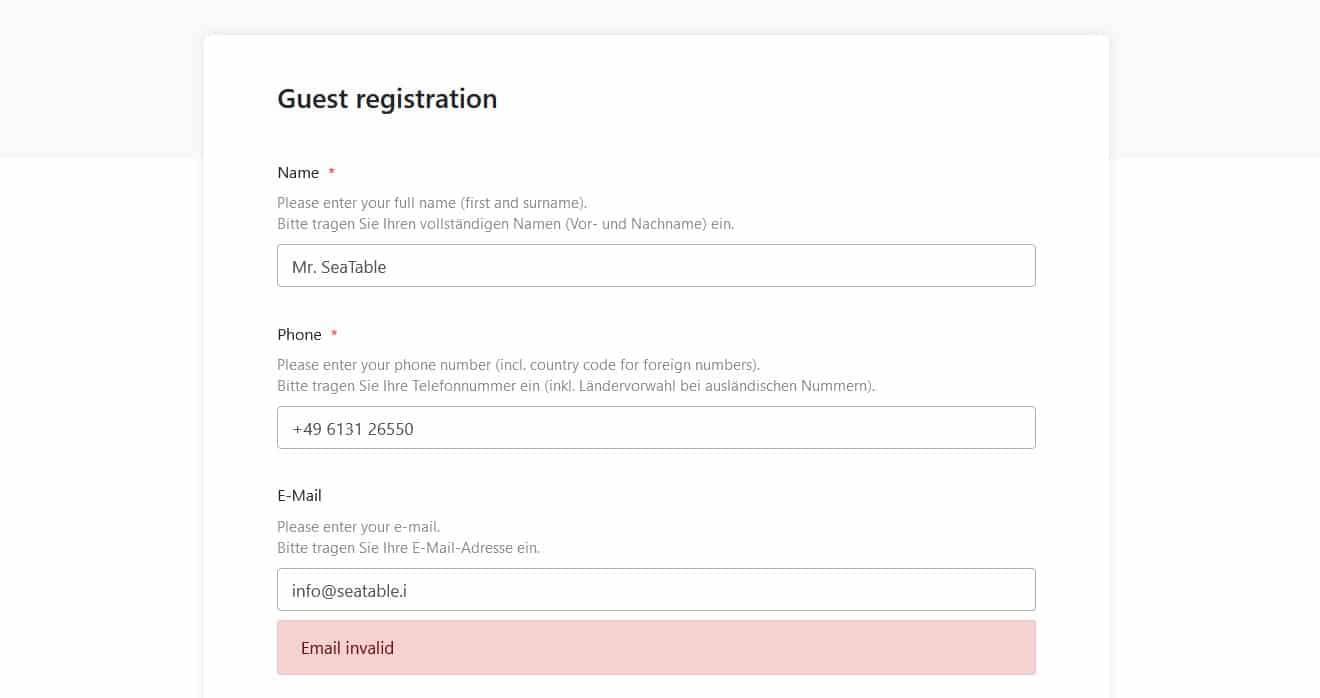 Guest registration
Name *
Please enter your full name (first and surname).
Bitte tragen Sie Ihren vollständigen Namen (Vor- und Nachname) ein.
Mr. SeaTable
Phone *
Please enter your phone number (incl. country code for foreign numbers).
Bitte tragen Sie Ihre Telefonnummer ein (inkl. Ländervorwahl bei ausländischen Nummern).
+49 6131 26550
E-Mail
Please enter your e-mail.
Bitte tragen Sie Ihre E-Mail-Adresse ein.
info@seatable.i
Email invalid